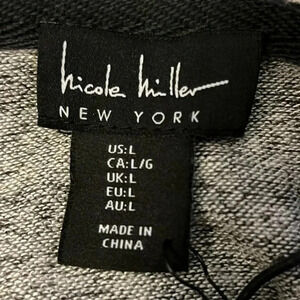 nicole miller
NEW YORK
US:L
CA:L/G
UK:L
EU:L
AU:L
MADE IN
CHINA